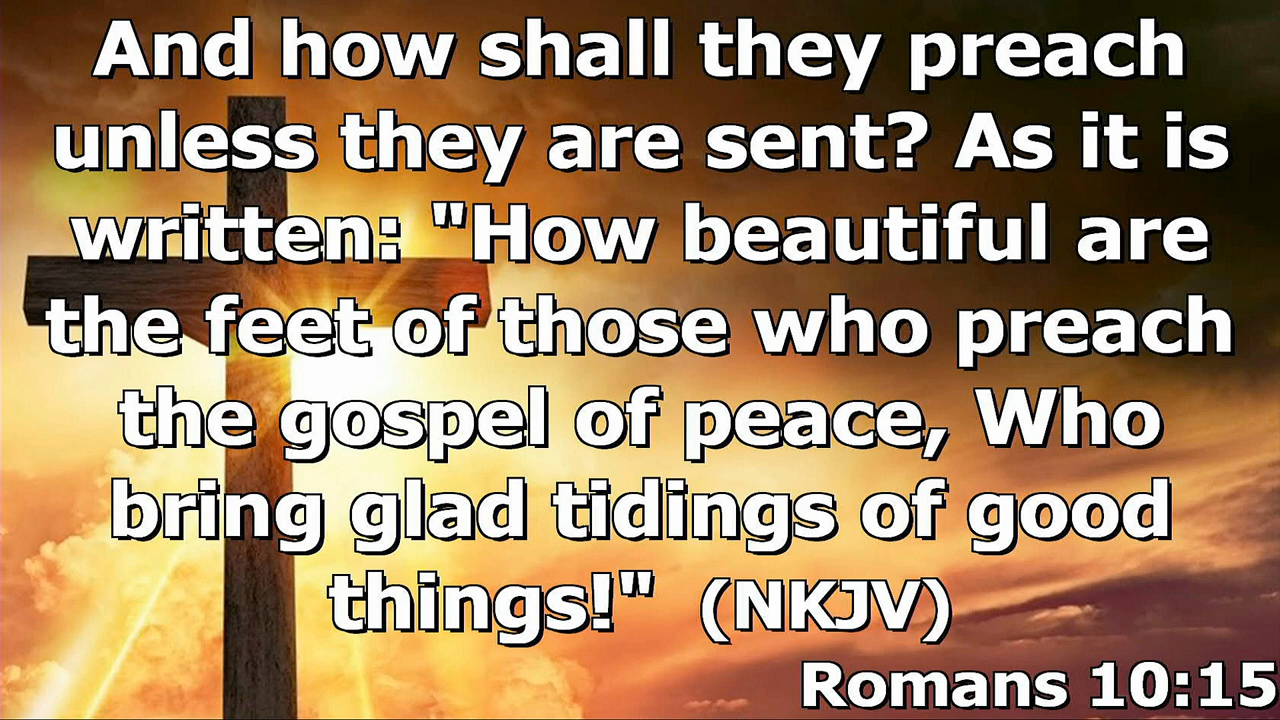 And how shall they preach
unless they are sent? As it is
written: "How beautiful are
the feet of those who preach
the gospel of peace, Who
bring glad tidings of good
things!" (NKJV)
Romans 10:15